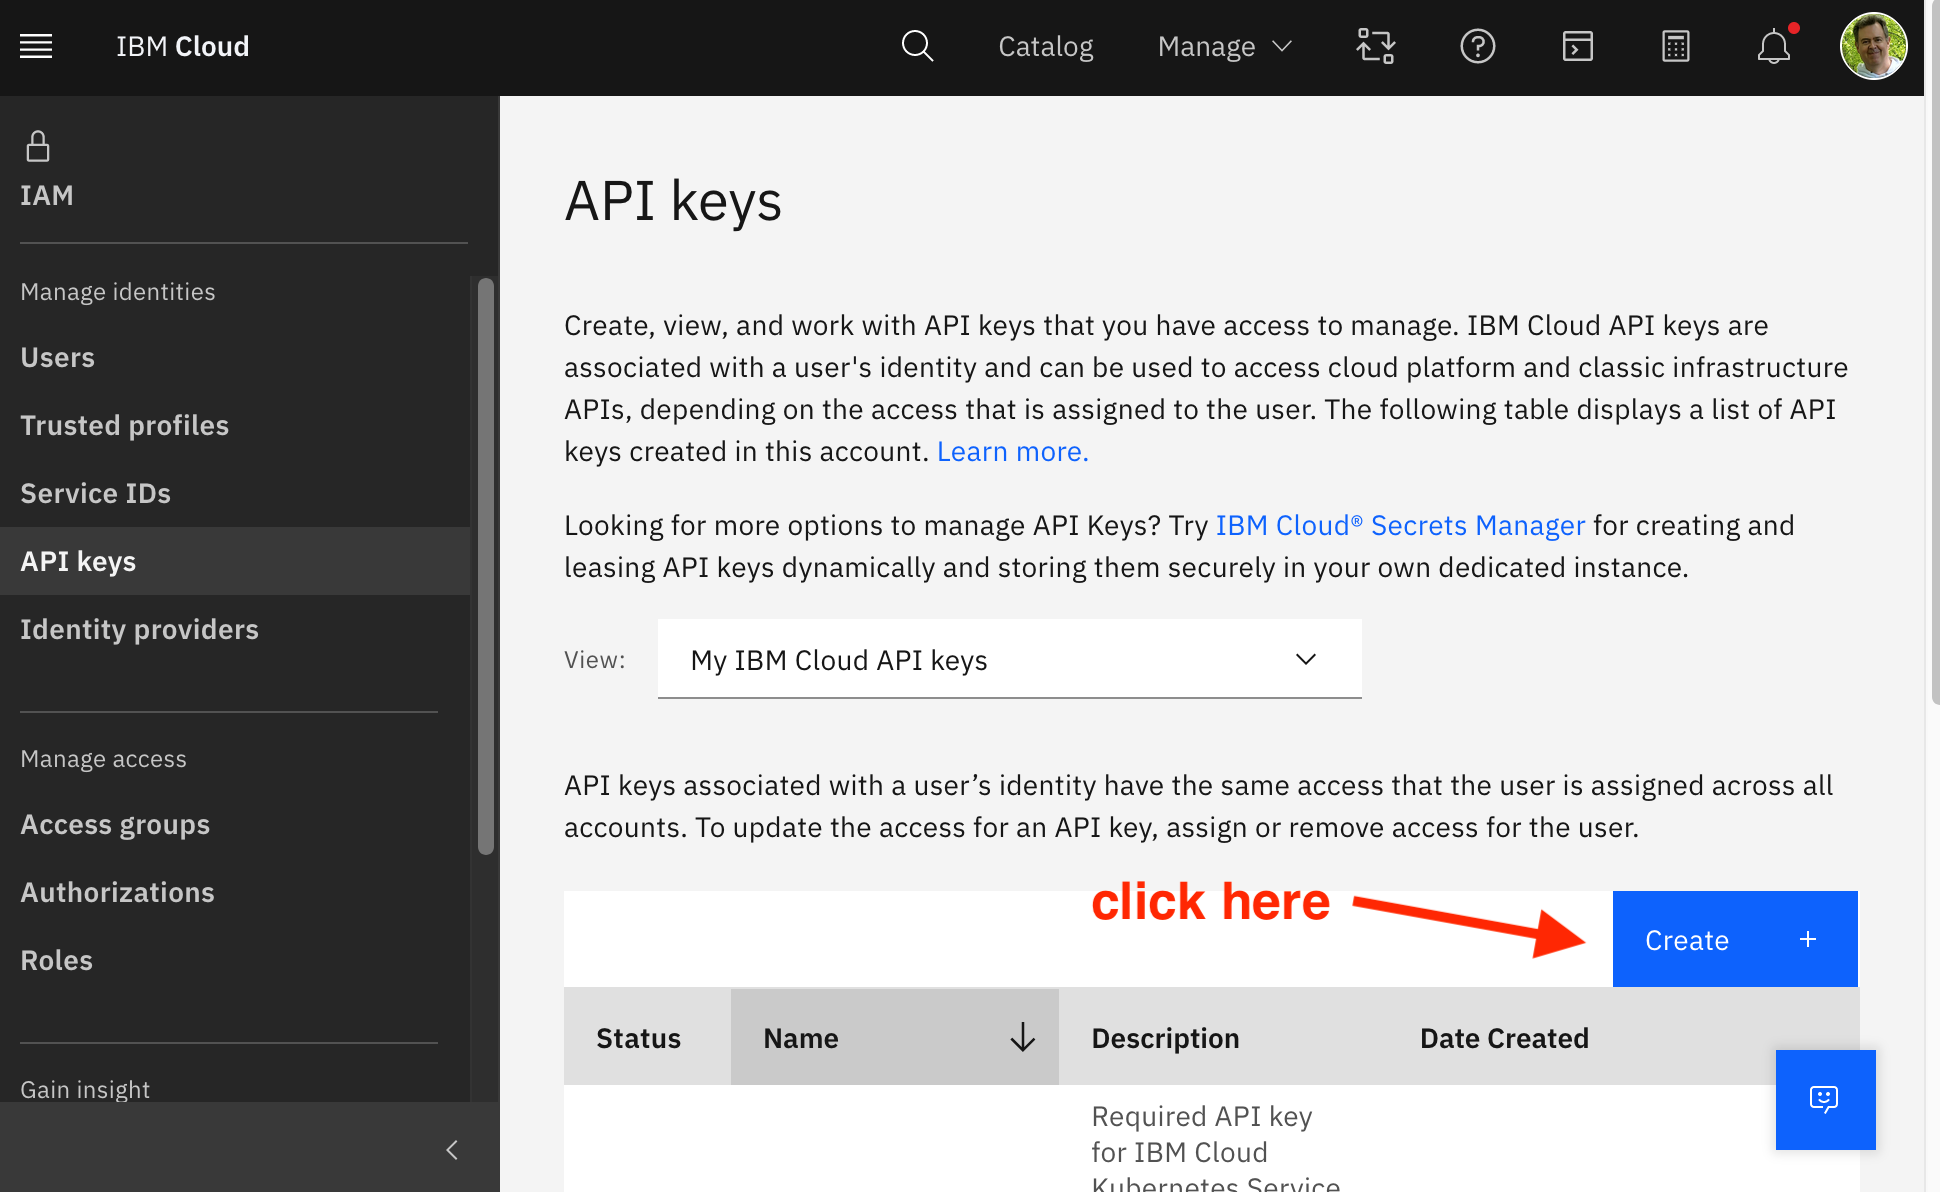 IBM Cloud
Catalog
Manage
IAM
Manage identities
Users
Trusted profiles
Service IDs
API keys
Identity providers
Manage access
Access groups
Authorizations
Roles
Gain insight
API keys
Create, view, and work with API keys that you have access to manage. IBM Cloud API keys are
associated with a user's identity and can be used to access cloud platform and classic infrastructure
APIs, depending on the access that is assigned to the user. The following table displays a list of API
keys created in this account. Learn more.
Looking for more options to manage API Keys? Try IBM Cloud® Secrets Manager for creating and
leasing API keys dynamically and storing them securely in your own dedicated instance.
View:
My IBM Cloud API keys
API keys associated with a user’s identity have the same access that the user is assigned across all
accounts. To update the access for an API key, assign or remove access for the user.
click here
Create +
Status
Name
Description
Date Created
Required API key
for IBM Cloud
Kubernetes Service